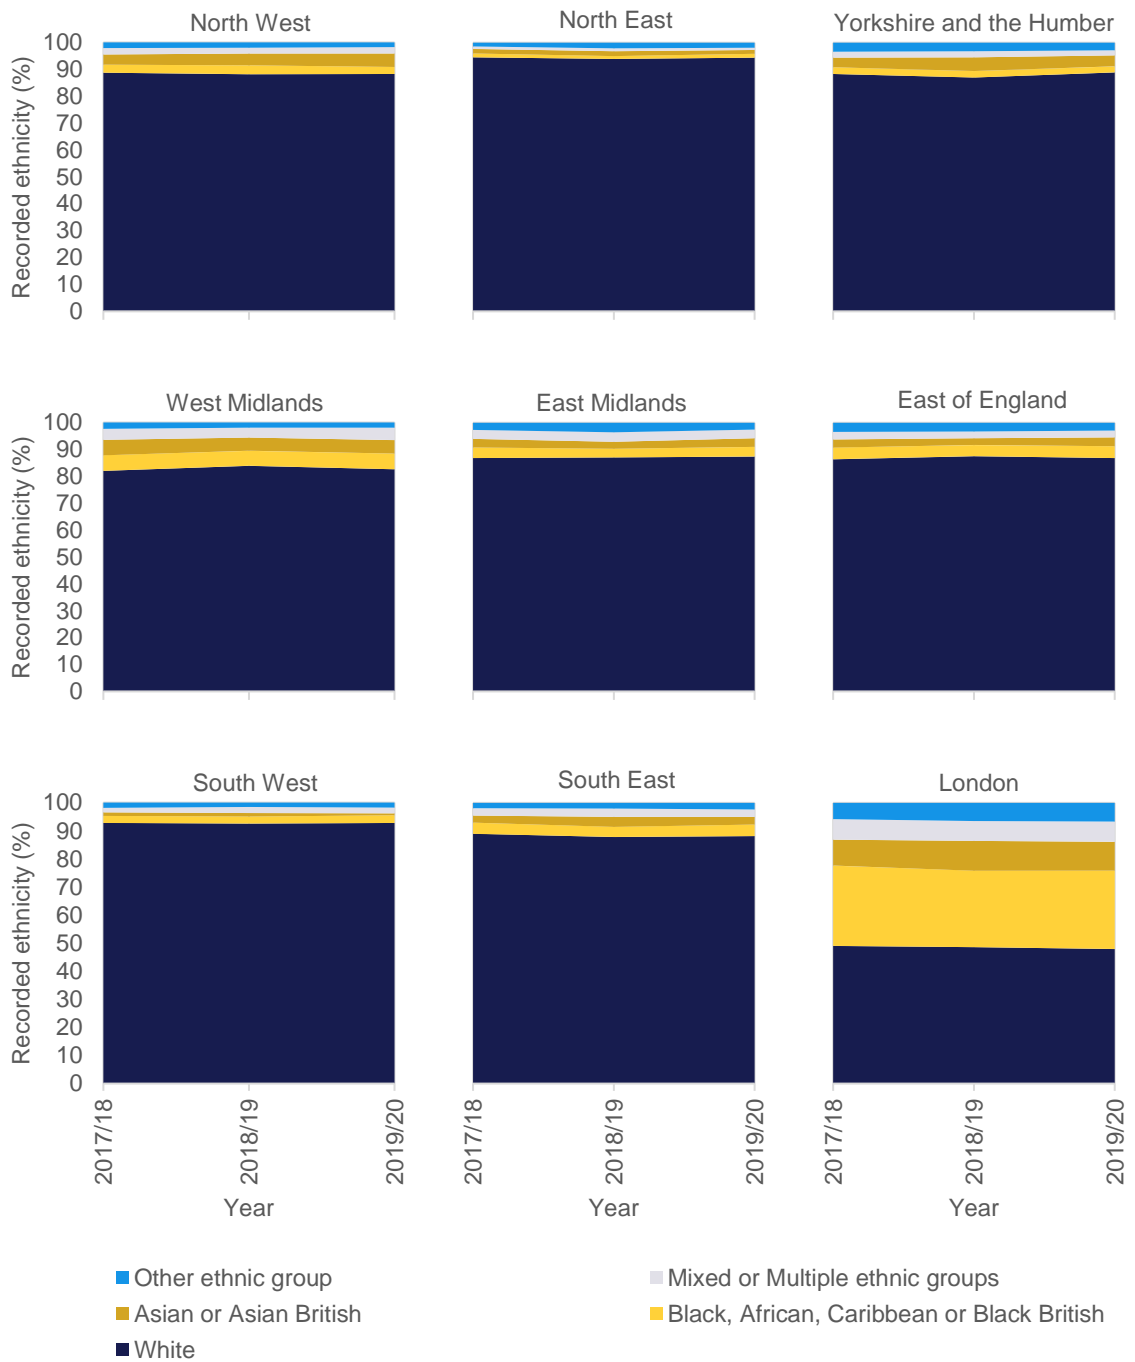 North West
North East
Yorkshire and the Humber
Recorded ethnicity (%)
100
90
80
70
60
50
40
30
20
10
0
West Midlands
East Midlands
East of England
Recorded ethnicity (%)
100
90
80
70
60
50
40
30
20
10
0
South West
South East
London
Recorded ethnicity (%)
100
90
80
70
60
50
40
30
20
10
0
2017/18
2018/19
2019/20
2017/18
2018/19
2019/20
2017/18
2018/19
2019/20
Year
Year
Year
Other ethnic group
Mixed or Multiple ethnic groups
Asian or Asian British
Black, African, Caribbean or Black British
White